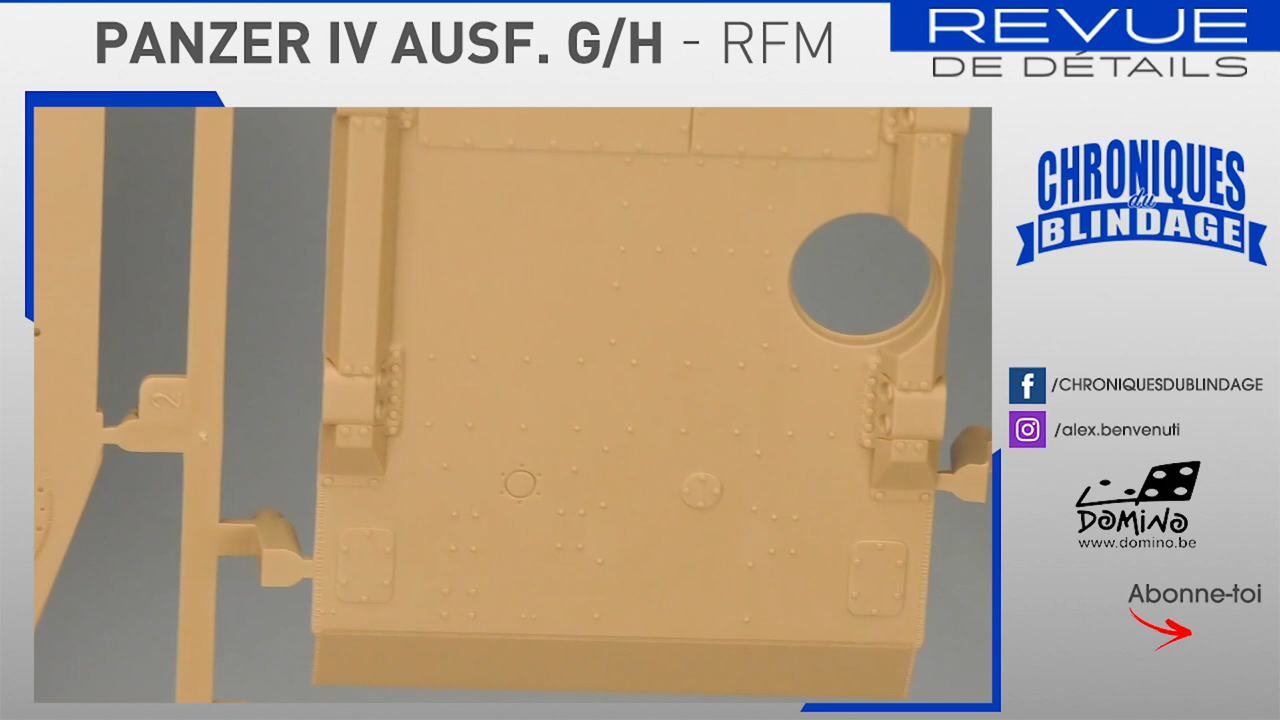 PANZER IV AUSF. G/H - RFM
REVUE
DE DÉTAILS
CHRONIQUES
du
BLINDAGE
2
/CHRONIQUESDUBLINDAGE
/alex.benvenuti
DOMINO
www.domino.be
Abonne-toi